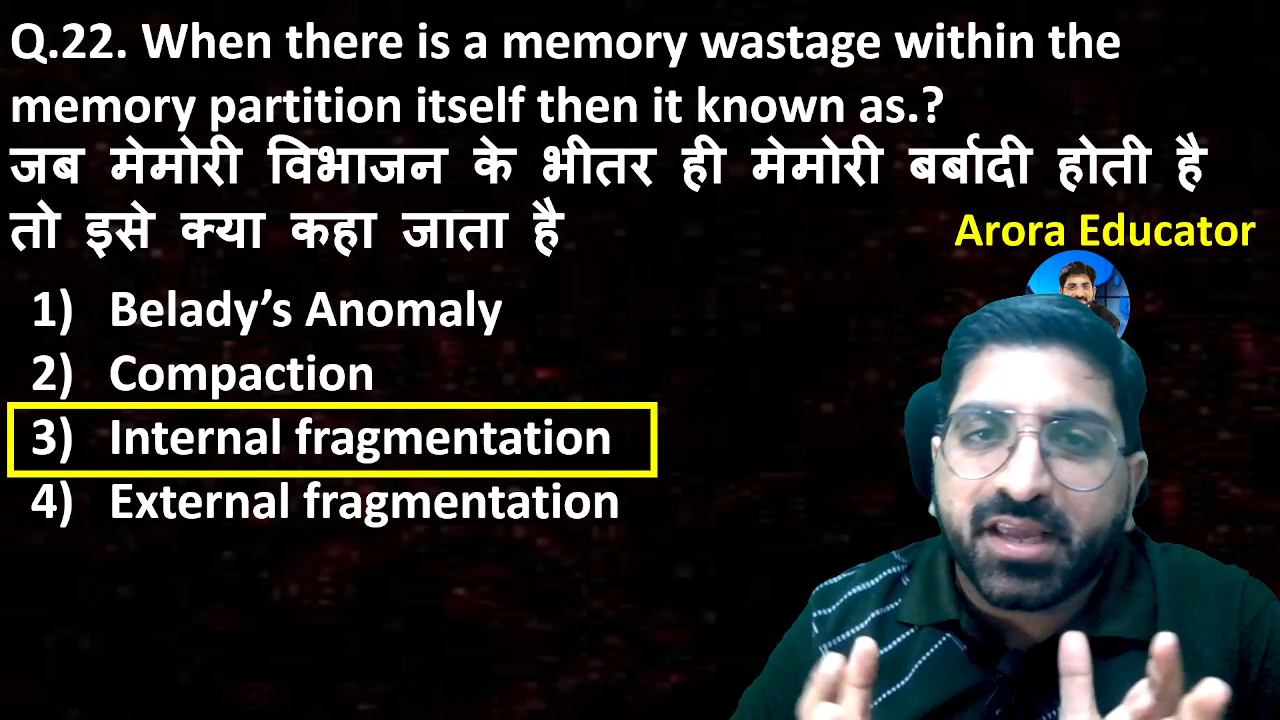 Q.22. When there is a memory wastage within the
memory partition itself then it known as.?
जब मेमोरी विभाजन के भीतर ही मेमोरी बर्बादी होती है
तो इसे क्या कहा जाता है
Arora Educator
1) Belady’s Anomaly
2) Compaction
3) Internal fragmentation
4) External fragmentation